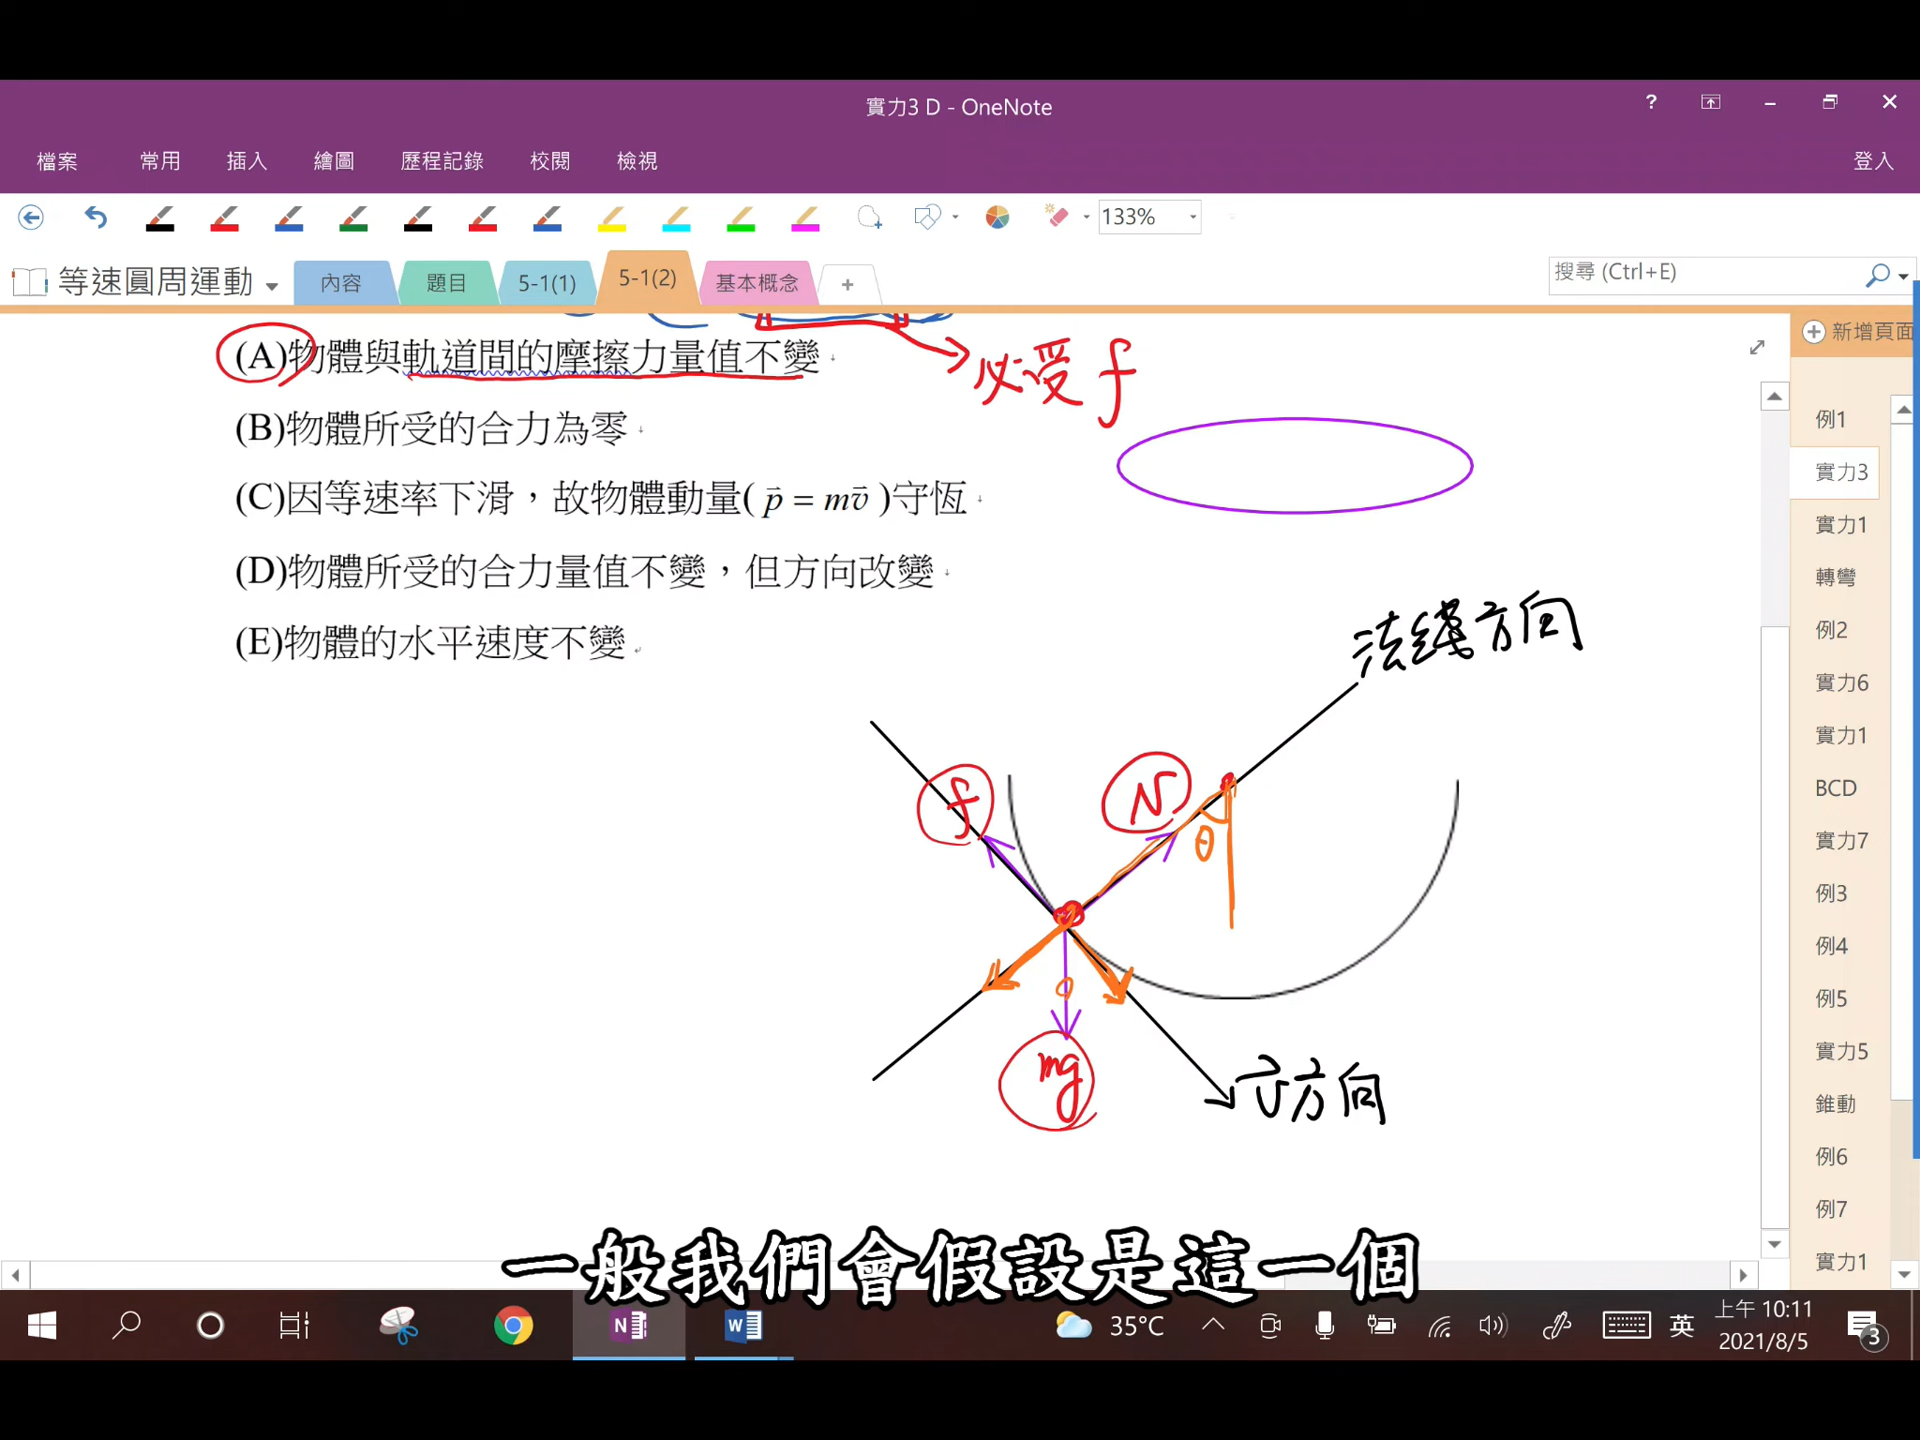 實力3 D - OneNote
檔案 常用 插入 繪圖 歷程記錄 校閱 檢視 登入
133%
等速圓周運動 內容 題目 5-1(1) 5-1(2) 基本概念 + 搜尋 (Ctrl+E)
新增頁面
(A)物體與軌道間的摩擦力量值不變
必受 f
(B)物體所受的合力為零
(C)因等速率下滑，故物體動量( p⃗ = mv⃗ )守恆
(D)物體所受的合力量值不變，但方向改變
(E)物體的水平速度不變
法線方向
f
N
θ
θ
mg
v⃗方向
例1
實力3
實力1
轉彎
例2
實力6
實力1
BCD
實力7
例3
例4
例5
實力5
錐動
例6
例7
實力1
一般我們會假設是這一個
35°C 英 上午 10:11
2021/8/5
3